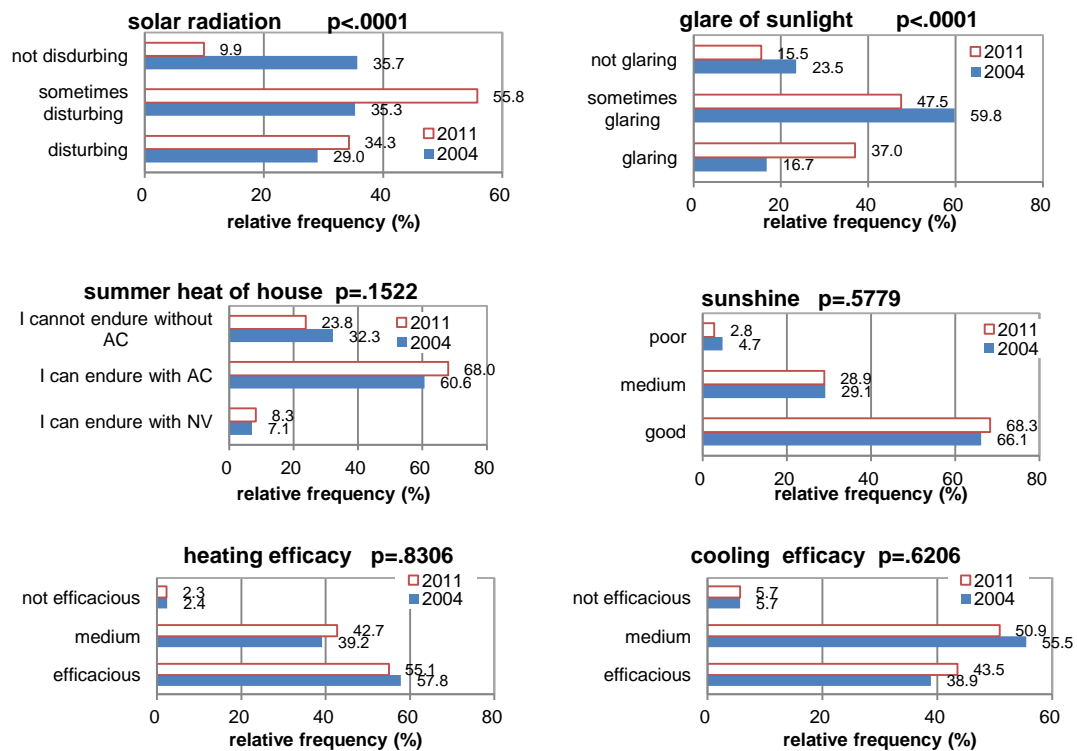 solar radiation p<.0001
not disdurbing
9.9
35.7
sometimes
disturbing
55.8
35.3
disturbing
34.3
29.0
2011
2004
0 20 40 60
relative frequency (%)
glare of sunlight p<.0001
not glaring
15.5
23.5
2011
2004
sometimes
glaring
47.5
59.8
glaring
37.0
16.7
0 20 40 60 80
relative frequency (%)
summer heat of house p=.1522
I cannot endure without
AC
23.8
32.3
2011
2004
I can endure with AC
68.0
60.6
I can endure with NV
8.3
7.1
0 20 40 60 80
relative frequency (%)
sunshine p=.5779
poor
2.8
4.7
2011
2004
medium
28.9
29.1
good
68.3
66.1
0 20 40 60 80
relative frequency (%)
heating efficacy p=.8306
not efficacious
2.3
2.4
2011
2004
medium
42.7
39.2
efficacious
55.1
57.8
0 20 40 60 80
relative frequency (%)
cooling efficacy p=.6206
not efficacious
5.7
5.7
2011
2004
medium
50.9
55.5
efficacious
43.5
38.9
0 20 40 60
relative frequency (%)